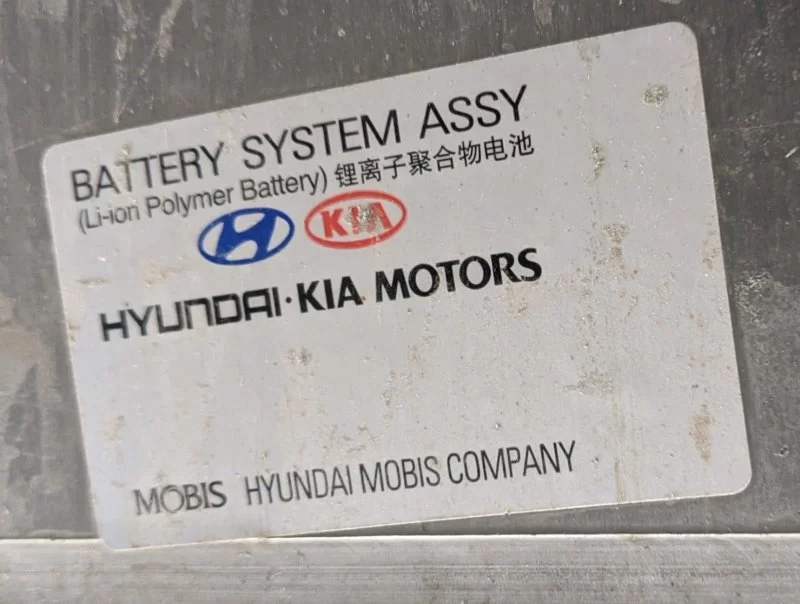 BATTERY SYSTEM ASSY
(Li-ion Polymer Battery) 锂离子聚合物电池
KIA
HYUNDAI·KIA MOTORS
MOBIS HYUNDAI MOBIS COMPANY